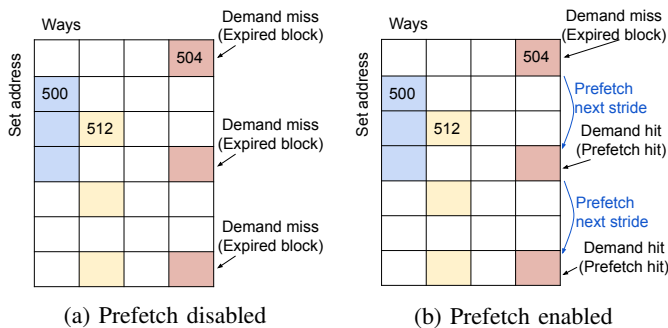 Ways
Set address
504
500
512
Demand miss
(Expired block)
Demand miss
(Expired block)
Demand miss
(Expired block)
(a) Prefetch disabled
Ways
Set address
504
500
512
Demand miss
(Expired block)
Prefetch
next stride
Demand hit
(Prefetch hit)
Prefetch
next stride
Demand hit
(Prefetch hit)
(b) Prefetch enabled